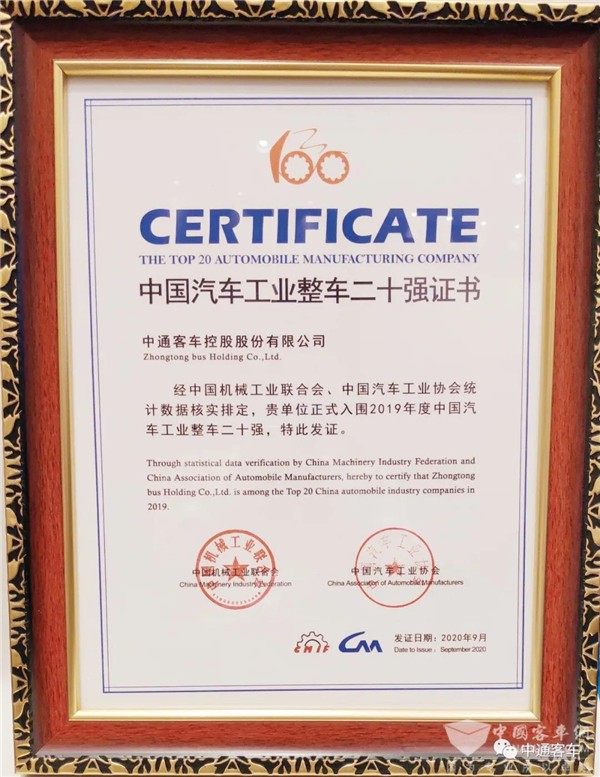 CERTIFICATE
THE TOP 20 AUTOMOBILE MANUFACTURING COMPANY
中国汽车工业整车二十强证书
中通客车控股股份有限公司
Zhongtong bus Holding Co.,Ltd.
经中国机械工业联合会、中国汽车工业协会统
计数据核实排定，贵单位正式入围2019年度中国汽
车工业整车二十强，特此发证。
Through statistical data verification by China Machinery Industry Federation and
China Association of Automobile Manufacturers, hereby to certify that Zhongtong
bus Holding Co.,Ltd. is among the Top 20 China automobile industry companies in
2019.
中国机械工业联合会
China Machinery Industry Federation
中国汽车工业协会
China Association of Automobile Manufacturers
CMIF
发证日期：2020年9月
Date to Issue： September 2020
中國客车網
中通客车